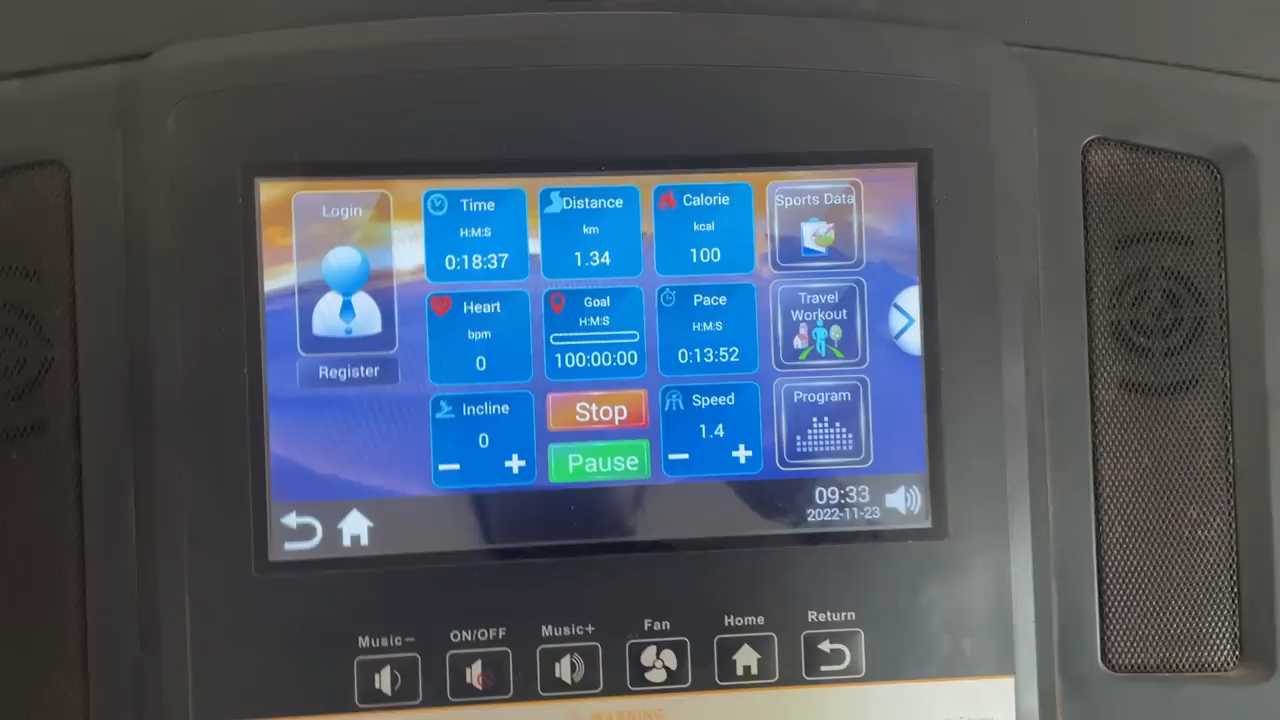 Login
Register
Time
H:M:S
0:18:37
Distance
km
1.34
Calorie
kcal
100
Sports Data
Heart
bpm
0
Goal
H:M:S
100:00:00
Pace
H:M:S
0:13:52
Travel
Workout
Incline
0
− +
Stop
Pause
Speed
1.4
− +
Program
09:33
2022-11-23
Music−
ON/OFF
Music+
Fan
Home
Return
WARNING